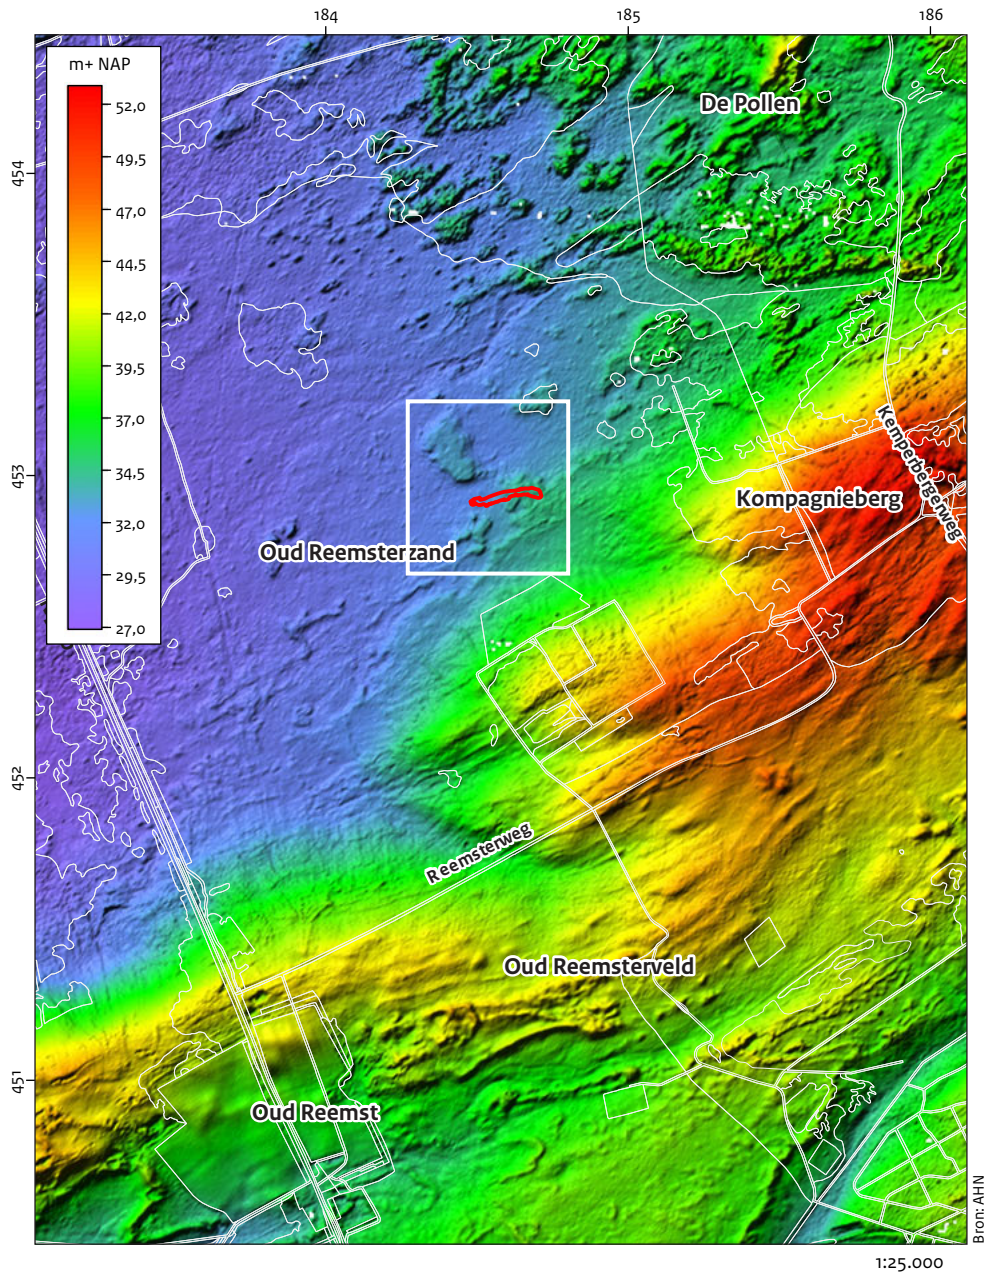 184
185
186
m+ NAP
52,0
49,5
47,0
44,5
42,0
39,5
37,0
34,5
32,0
29,5
27,0
454
453
452
451
De Pollen
Kemperbergerweg
Kompagnieberg
Oud Reemsterzand
Reemsterweg
Oud Reemsterveld
Oud Reemst
Bron: AHN
1:25.000